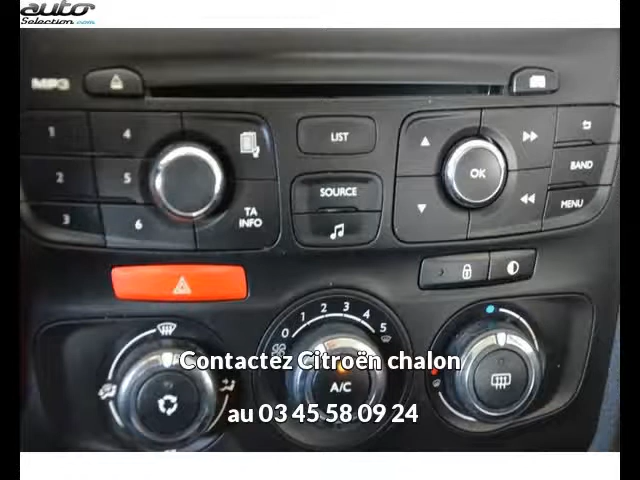 auto
Selection.com
MP3
1
4
LIST
BAND
2
5
SOURCE
OK
MENU
3
6
TA
INFO
0 1 2 3 4 5
A/C
Contactez Citroën chalon
au 03 45 58 09 24